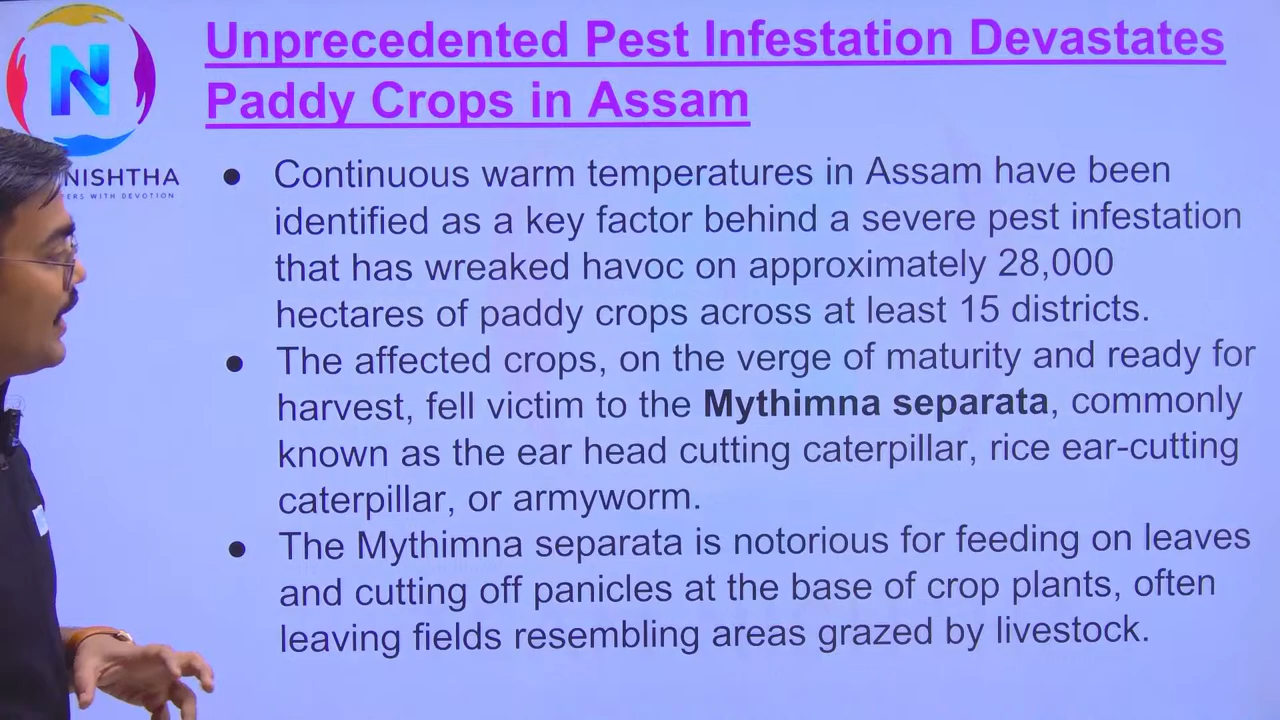 Unprecedented Pest Infestation Devastates
Paddy Crops in Assam
N
NISHTHA
PERS WITH DEVOTION
● Continuous warm temperatures in Assam have been
identified as a key factor behind a severe pest infestation
that has wreaked havoc on approximately 28,000
hectares of paddy crops across at least 15 districts.
● The affected crops, on the verge of maturity and ready for
harvest, fell victim to the Mythimna separata, commonly
known as the ear head cutting caterpillar, rice ear-cutting
caterpillar, or armyworm.
● The Mythimna separata is notorious for feeding on leaves
and cutting off panicles at the base of crop plants, often
leaving fields resembling areas grazed by livestock.